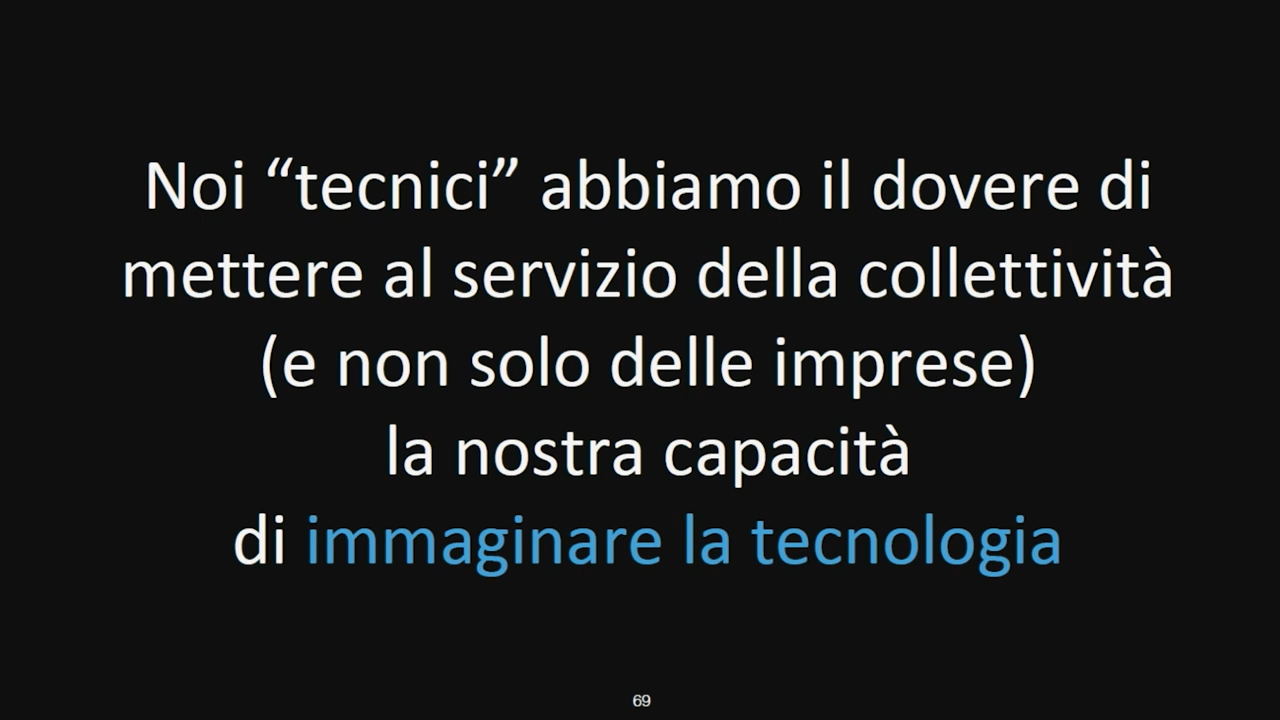 Noi “tecnici” abbiamo il dovere di
mettere al servizio della collettività
(e non solo delle imprese)
la nostra capacità
di immaginare la tecnologia
69